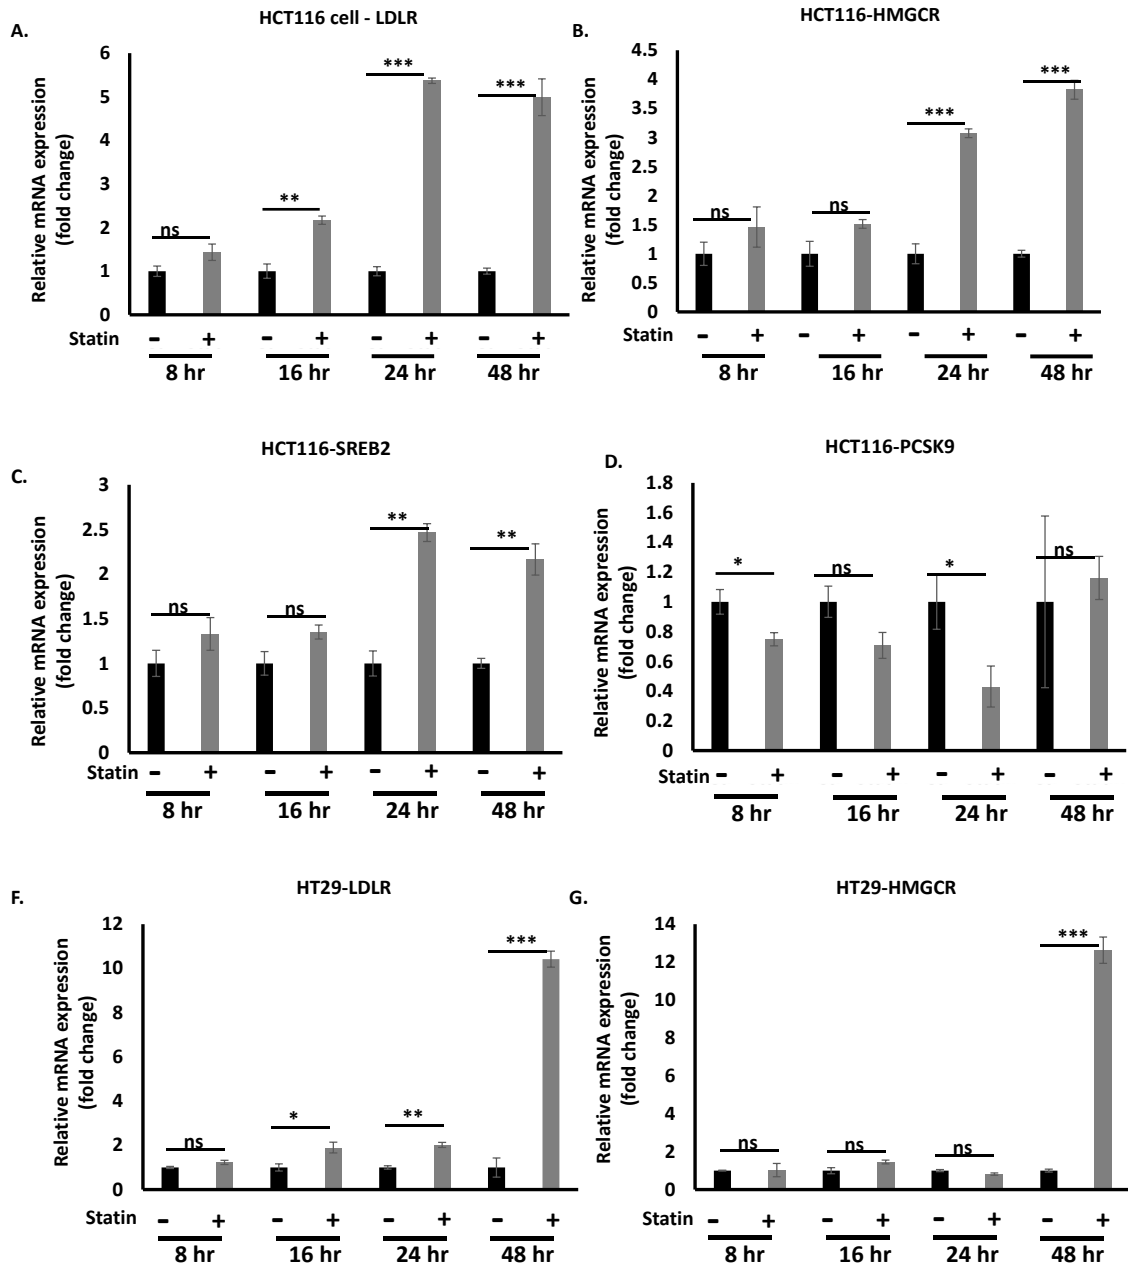 A.
HCT116 cell - LDLR
Relative mRNA expression
(fold change)
6
5
4
3
2
1
0
ns
**
***
***
Statin - + - + - + - +
8 hr 16 hr 24 hr 48 hr
B.
HCT116-HMGCR
Relative mRNA expression
(fold change)
4.5
4
3.5
3
2.5
2
1.5
1
0.5
0
ns
ns
***
***
Statin - + - + - + - +
8 hr 16 hr 24 hr 48 hr
C.
HCT116-SREB2
Relative mRNA expression
(fold change)
3
2.5
2
1.5
1
0.5
0
ns
ns
**
**
Statin - + - + - + - +
8 hr 16 hr 24 hr 48 hr
D.
HCT116-PCSK9
Relative mRNA expression
(fold change)
1.8
1.6
1.4
1.2
1
0.8
0.6
0.4
0.2
0
*
ns
*
ns
Statin - + - + - + - +
8 hr 16 hr 24 hr 48 hr
F.
HT29-LDLR
Relative mRNA expression
(fold change)
12
10
8
6
4
2
0
ns
*
**
***
Statin - + - + - + - +
8 hr 16 hr 24 hr 48 hr
G.
HT29-HMGCR
Relative mRNA expression
(fold change)
14
12
10
8
6
4
2
0
ns
ns
ns
***
Statin - + - + - + - +
8 hr 16 hr 24 hr 48 hr